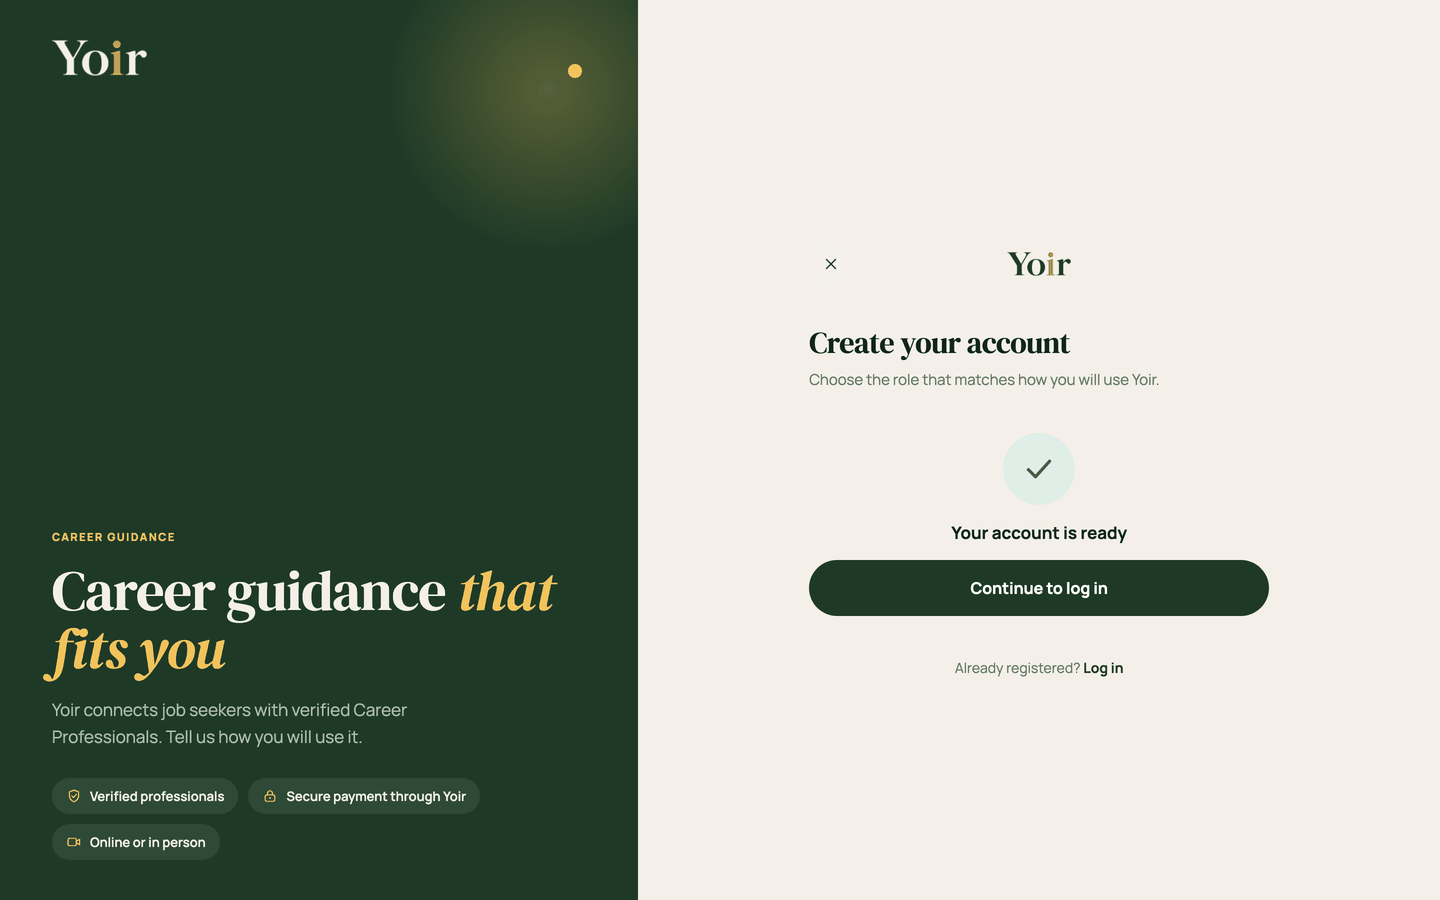 Yoir
CAREER GUIDANCE
Career guidance that
fits you
Yoir connects job seekers with verified Career
Professionals. Tell us how you will use it.
Verified professionals
Secure payment through Yoir
Online or in person
Yoir
Create your account
Choose the role that matches how you will use Yoir.
Your account is ready
Continue to log in
Already registered? Log in